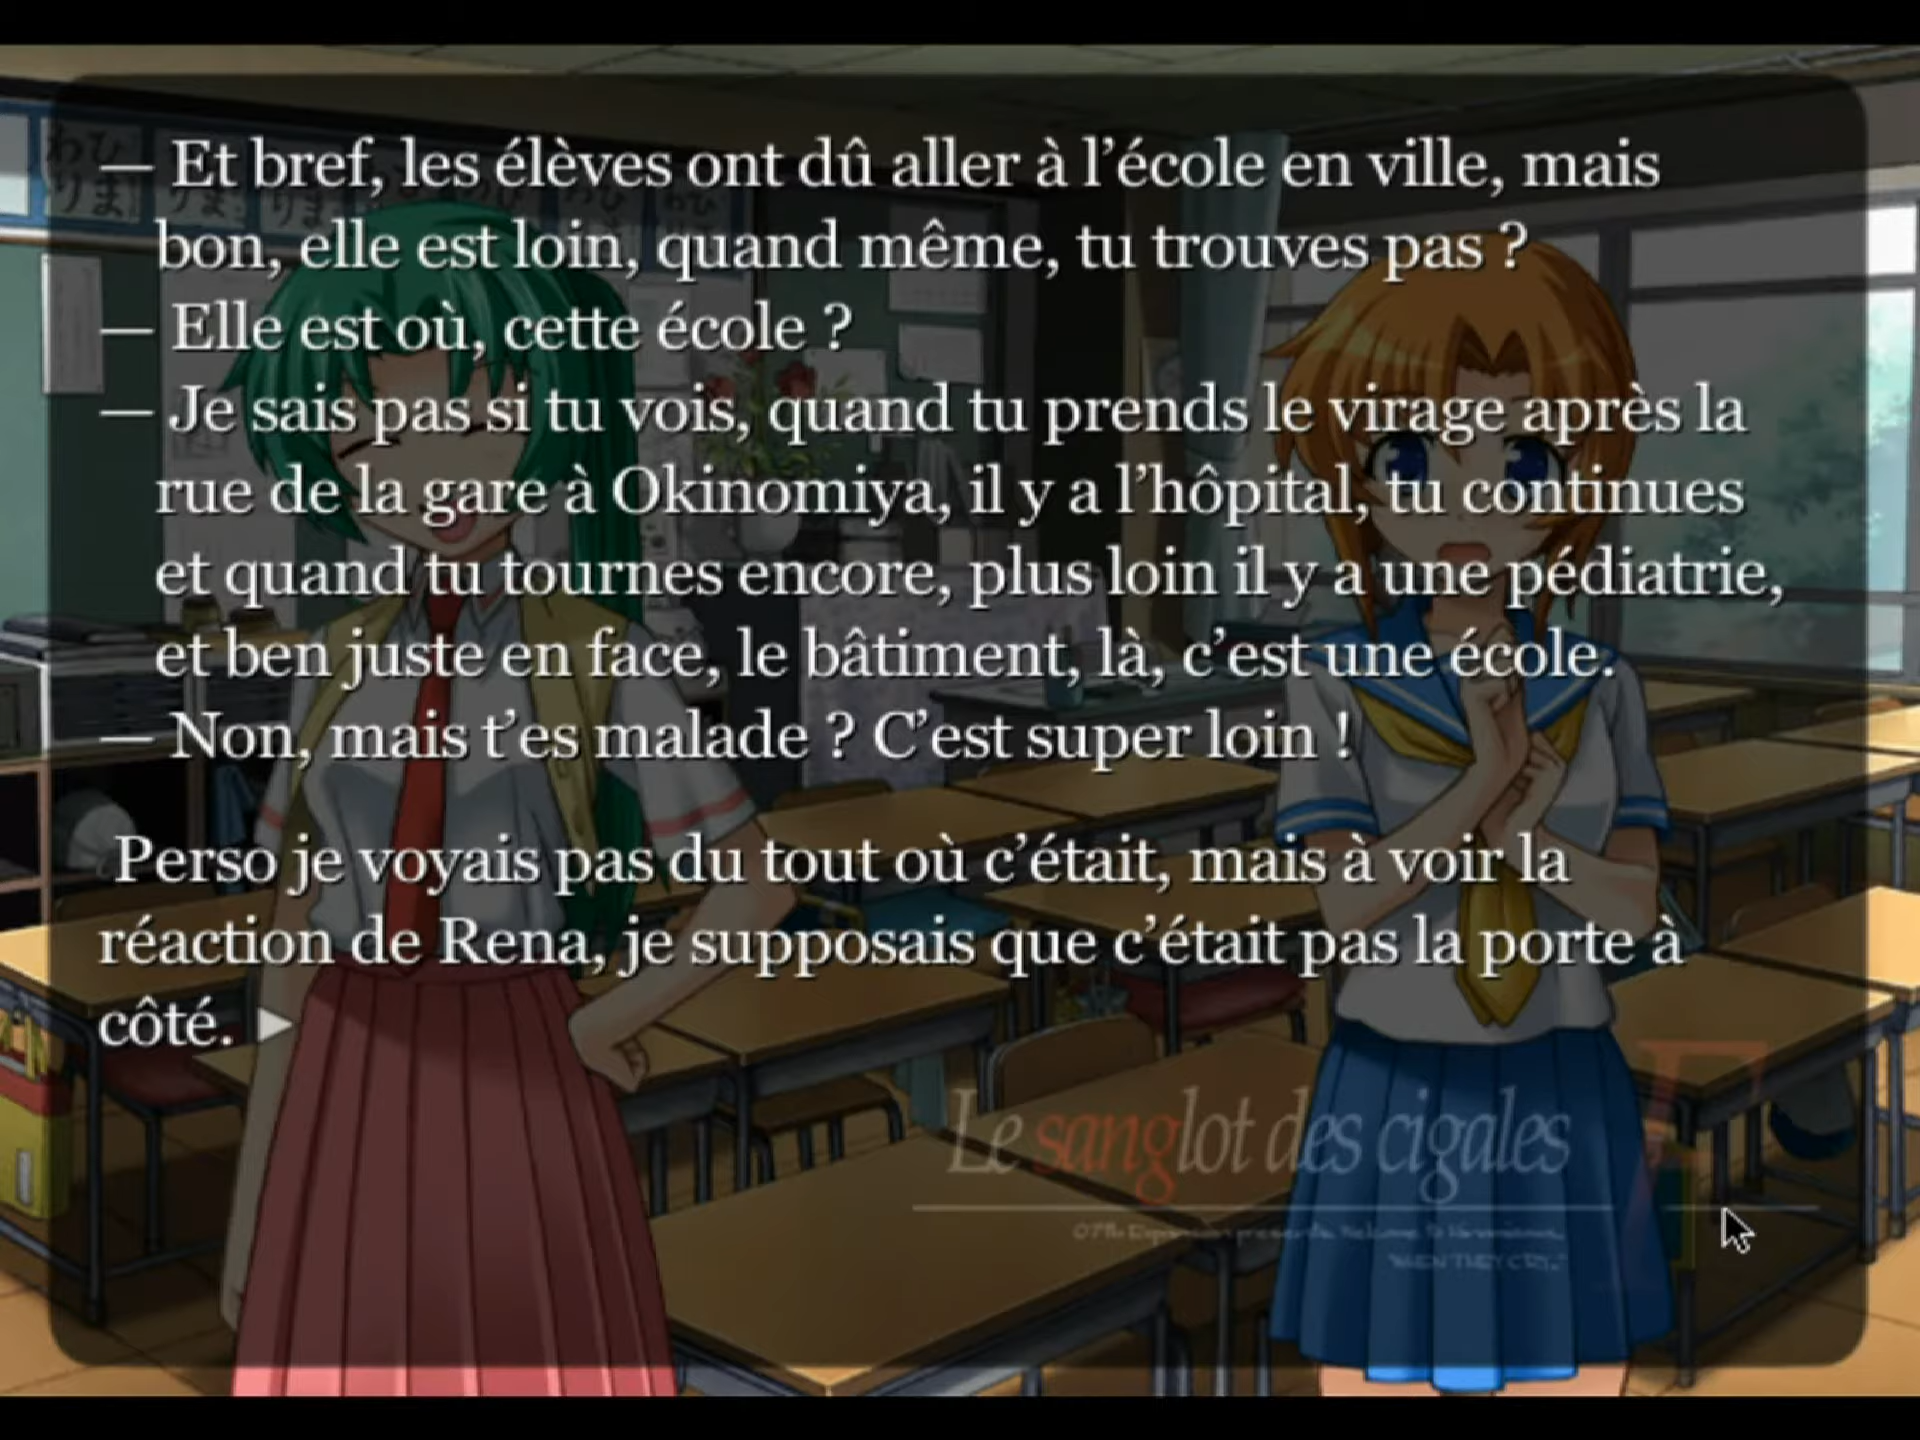 — Et bref, les élèves ont dû aller à l’école en ville, mais
bon, elle est loin, quand même, tu trouves pas ?
— Elle est où, cette école ?
— Je sais pas si tu vois, quand tu prends le virage après la
rue de la gare à Okinomiya, il y a l’hôpital, tu continues
et quand tu tournes encore, plus loin il y a une pédiatrie,
et ben juste en face, le bâtiment, là, c’est une école.
— Non, mais t’es malade ? C’est super loin !
Perso je voyais pas du tout où c’était, mais à voir la
réaction de Rena, je supposais que c’était pas la porte à
côté.
Le sanglot des cigales
WHEN THEY CRY